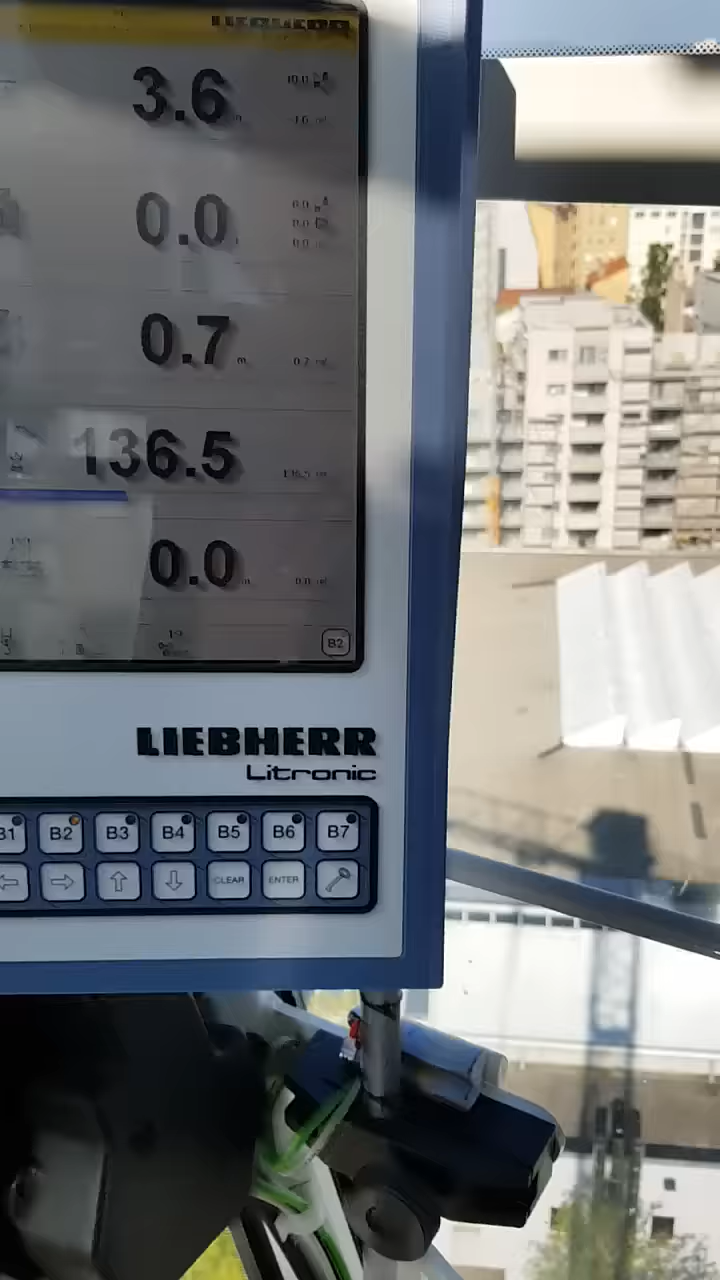 LIEBHERR
3.6
0.0
0.7 m
136.5
0.0
B2
LIEBHERR
Litronic
B1 B2 B3 B4 B5 B6 B7
CLEAR ENTER